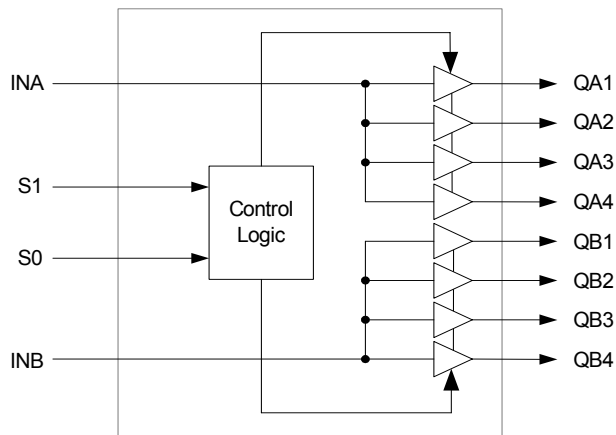 INA
S1
S0
INB
Control
Logic
QA1
QA2
QA3
QA4
QB1
QB2
QB3
QB4